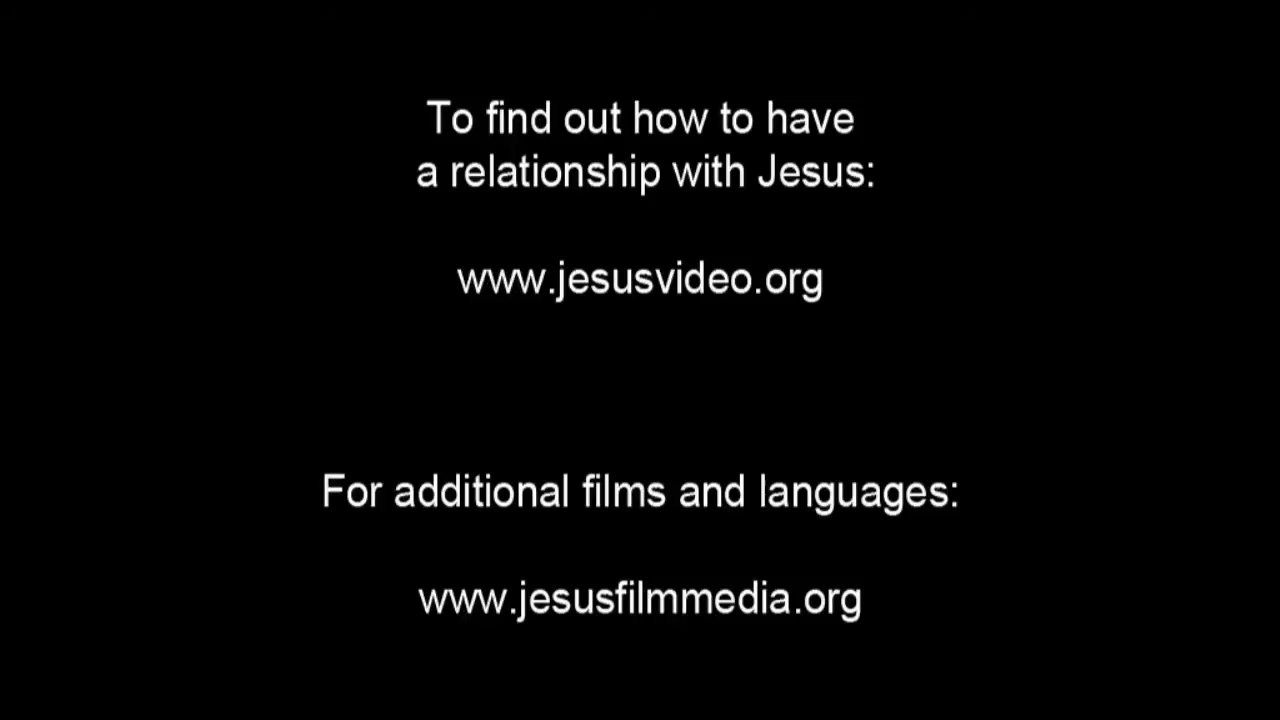 To find out how to have
a relationship with Jesus:
www.jesusvideo.org
For additional films and languages:
www.jesusfilmmedia.org